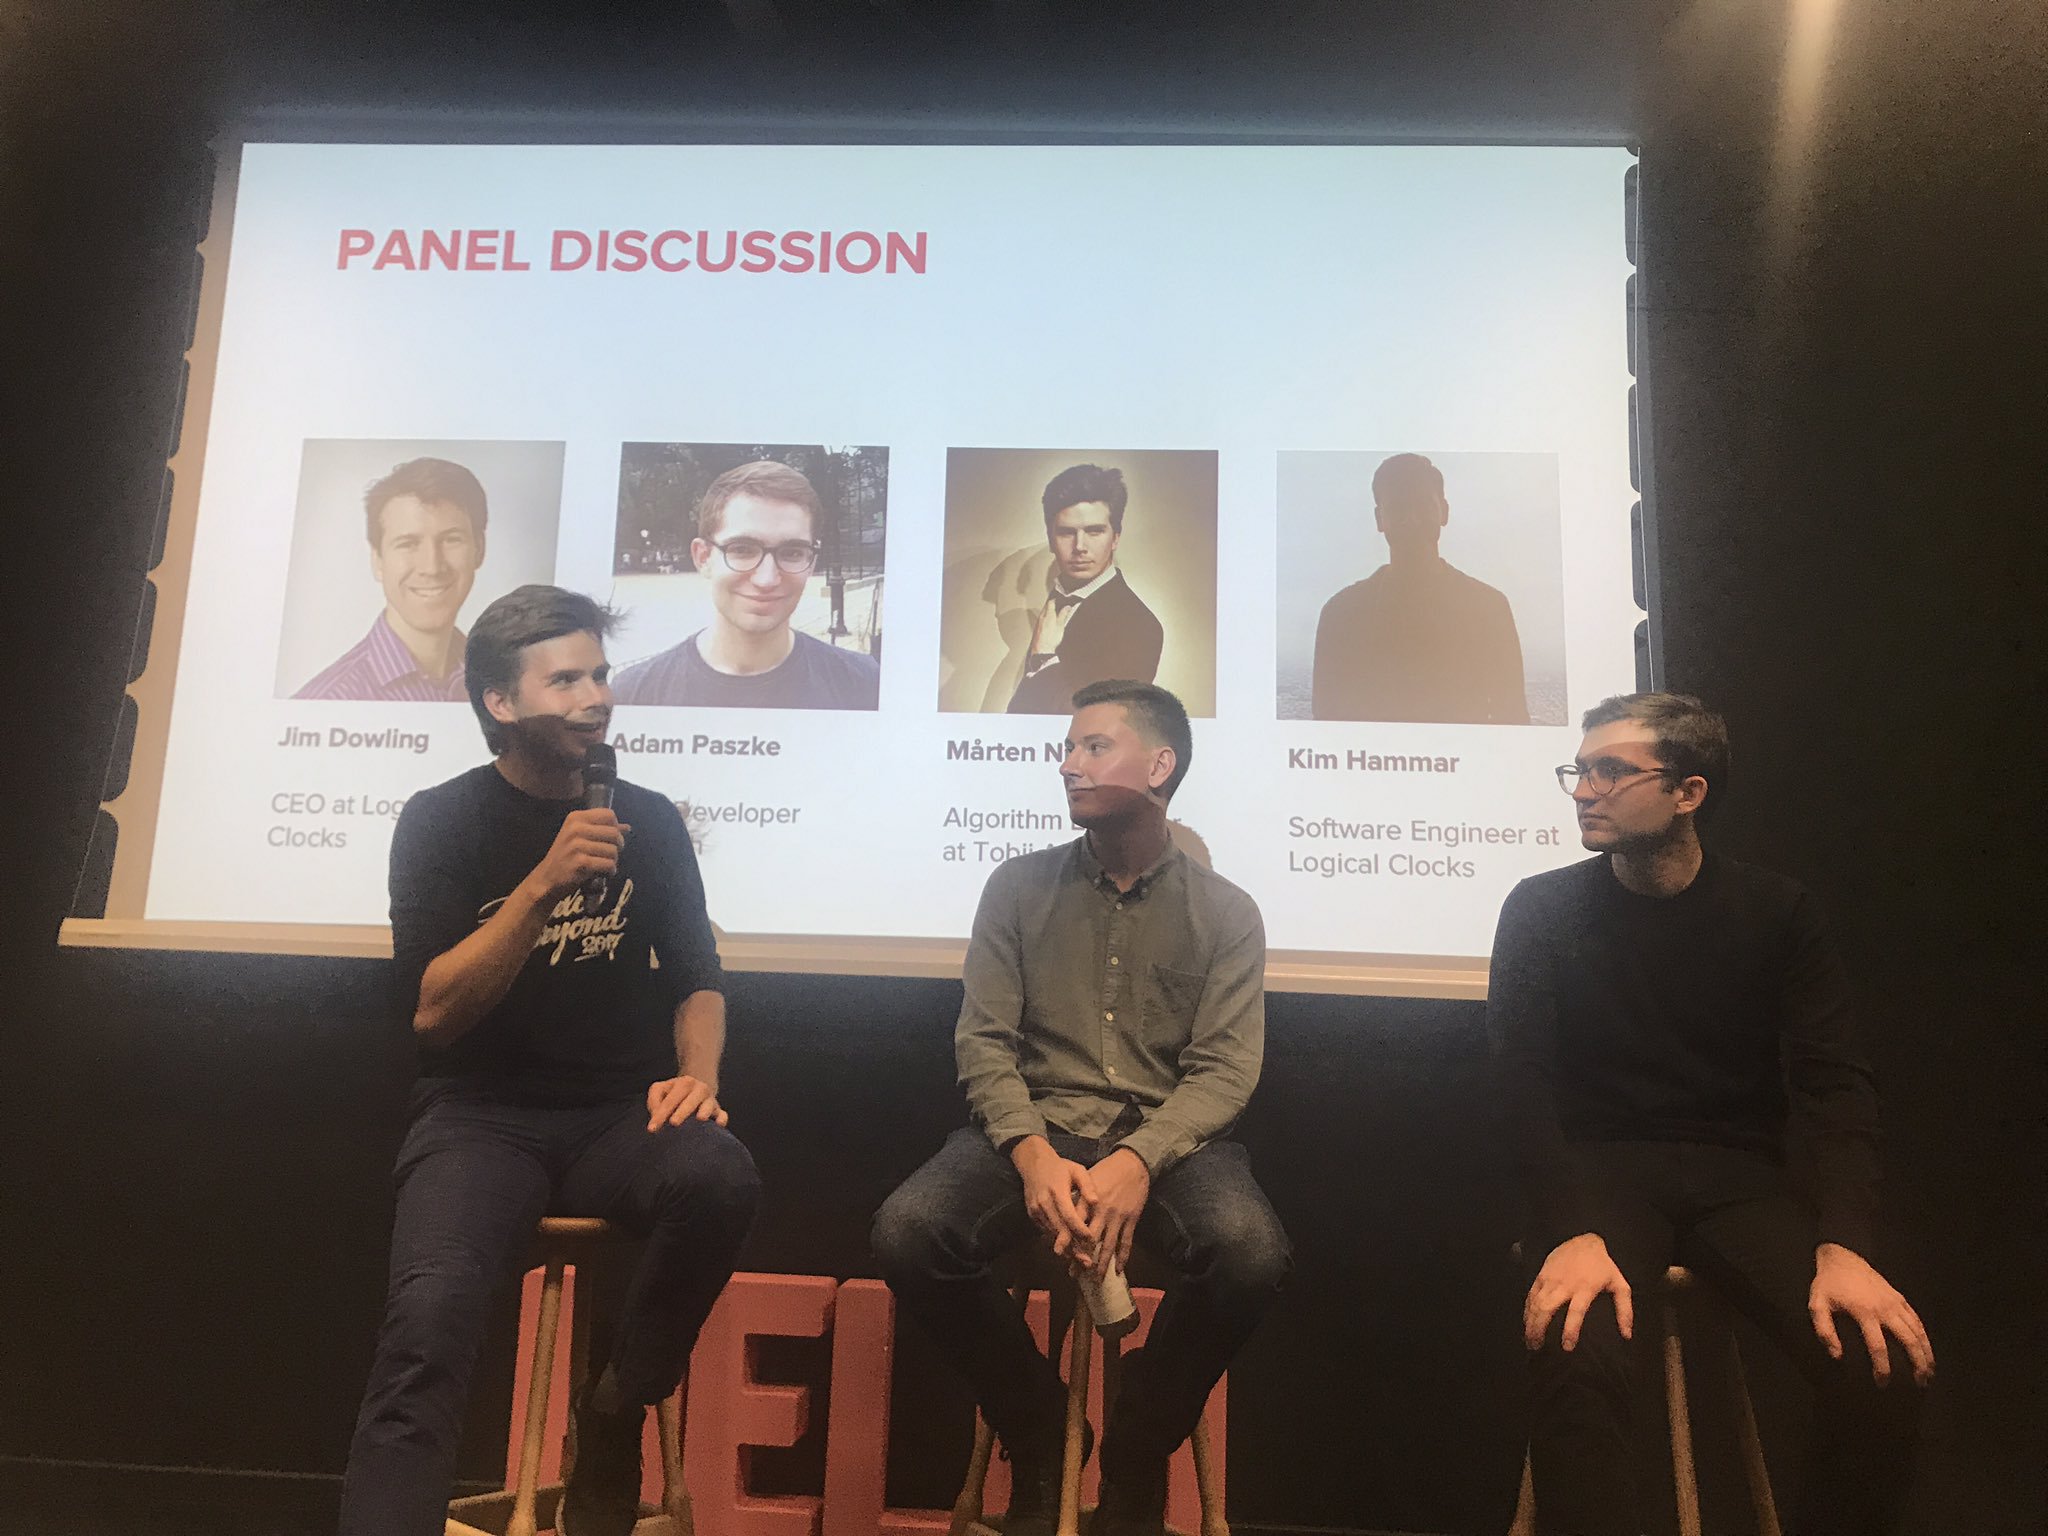 PANEL DISCUSSION
Jim Dowling
CEO at
Clocks
Adam Paszke
Developer
Mårten
Algorithm
at Tobii
Kim Hammar
Software Engineer at
Logical Clocks
2017